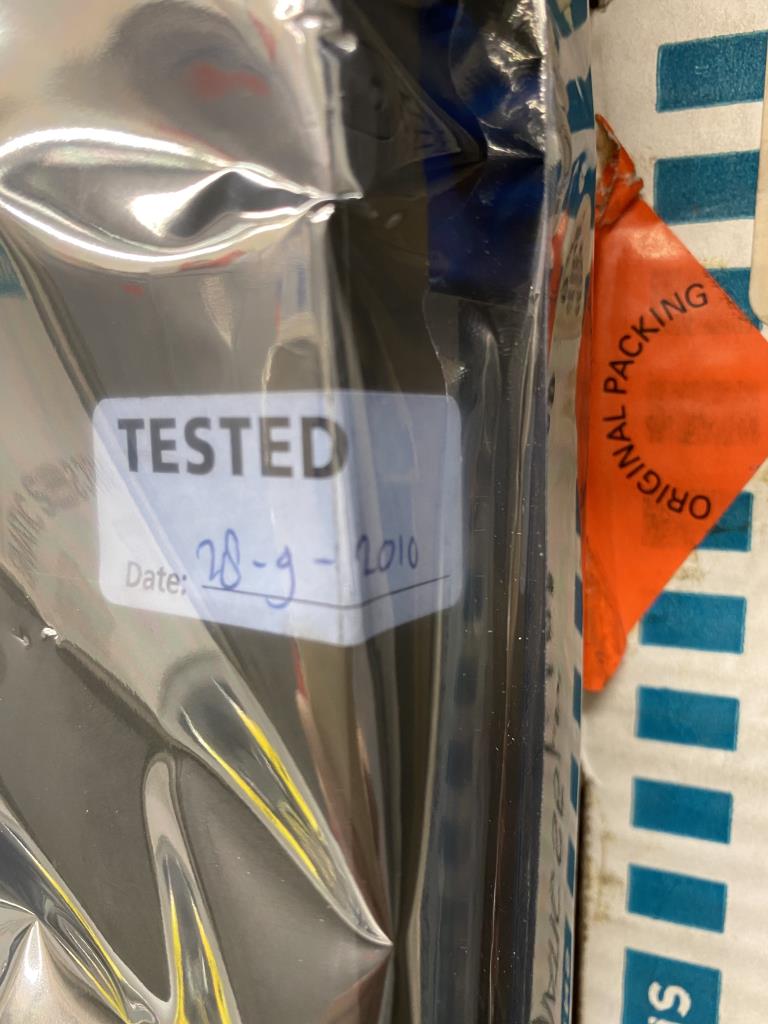 TESTED
Date: 28-9-2010
ORIGINAL PACKING
S